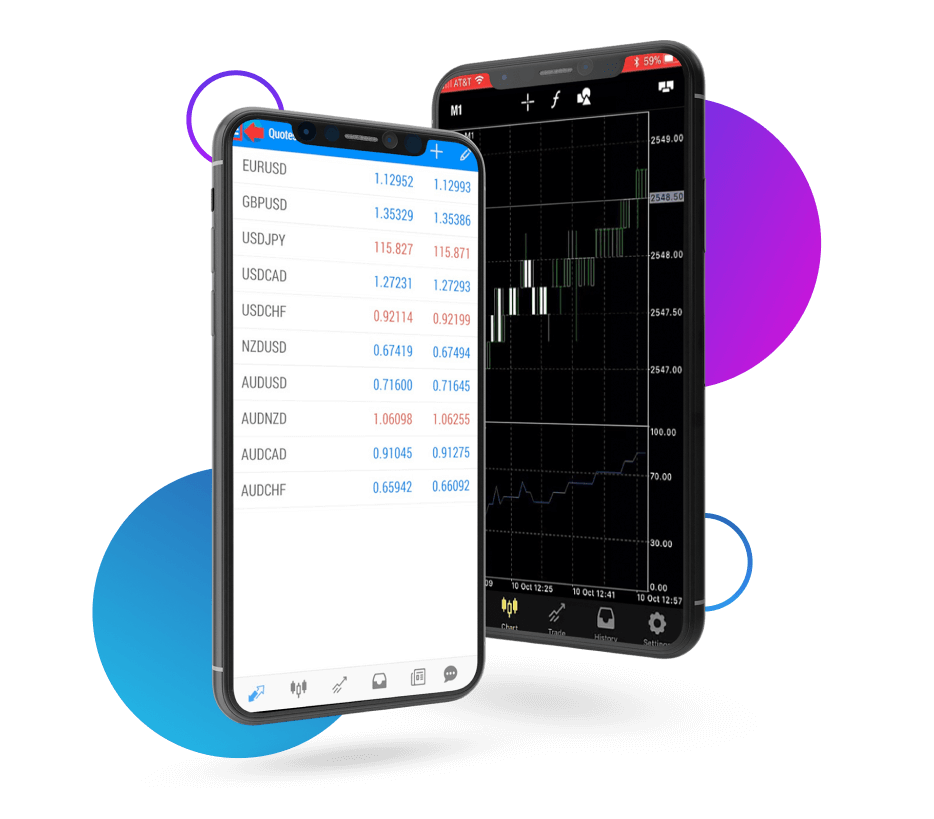 Quotes
EURUSD 1.12952 1.12993
GBPUSD 1.35329 1.35386
USDJPY 115.827 115.871
USDCAD 1.27231 1.27293
USDCHF 0.92114 0.92199
NZDUSD 0.67419 0.67494
AUDUSD 0.71600 0.71645
AUDNZD 1.06098 1.06255
AUDCAD 0.91045 0.91275
AUDCHF 0.65942 0.66092
AT&T 59%
M1 f
M1
2549.00
2548.50
2548.00
2547.50
2547.00
100.00
70.00
30.00
0.00
09 10 Oct 12:25 10 Oct 12:41 10 Oct 12:57
Chart Trade History Settings